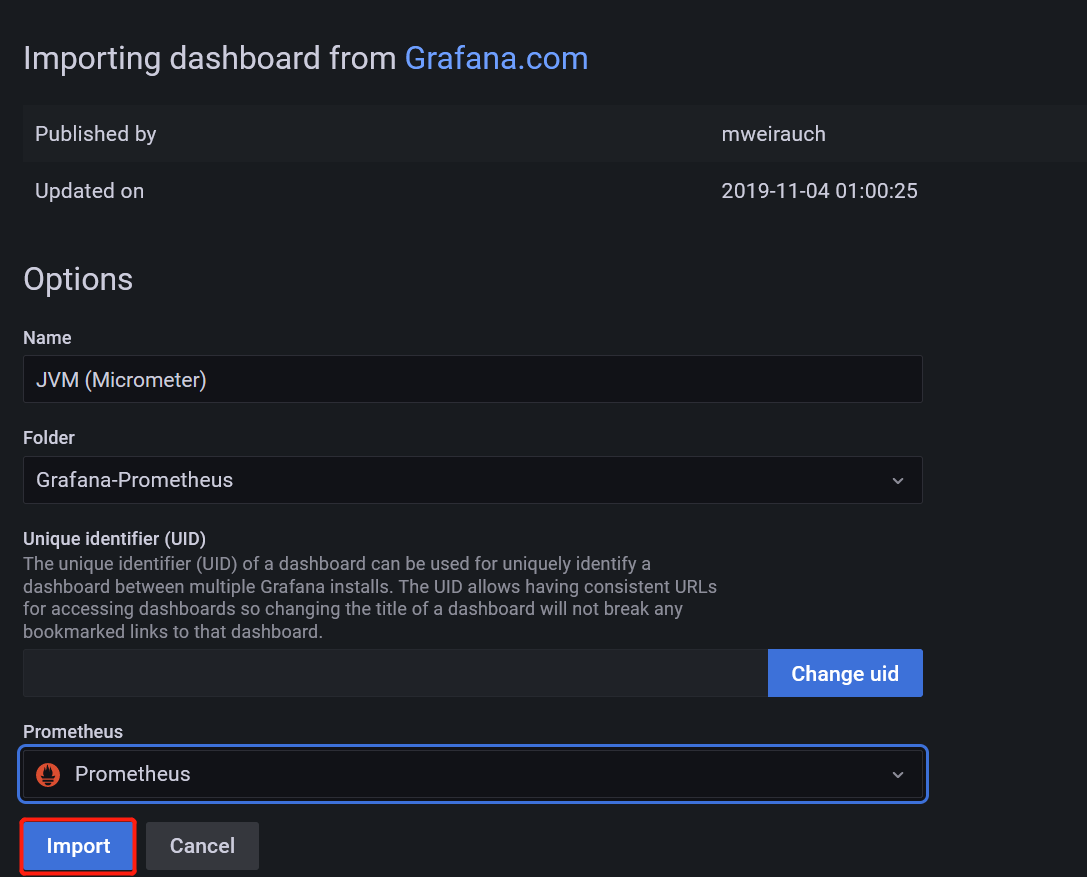 Importing dashboard from Grafana.com
Published by mweirauch
Updated on 2019-11-04 01:00:25
Options
Name
JVM (Micrometer)
Folder
Grafana-Prometheus
Unique identifier (UID)
The unique identifier (UID) of a dashboard can be used for uniquely identify a
dashboard between multiple Grafana installs. The UID allows having consistent URLs
for accessing dashboards so changing the title of a dashboard will not break any
bookmarked links to that dashboard.
Change uid
Prometheus
Prometheus
Import Cancel